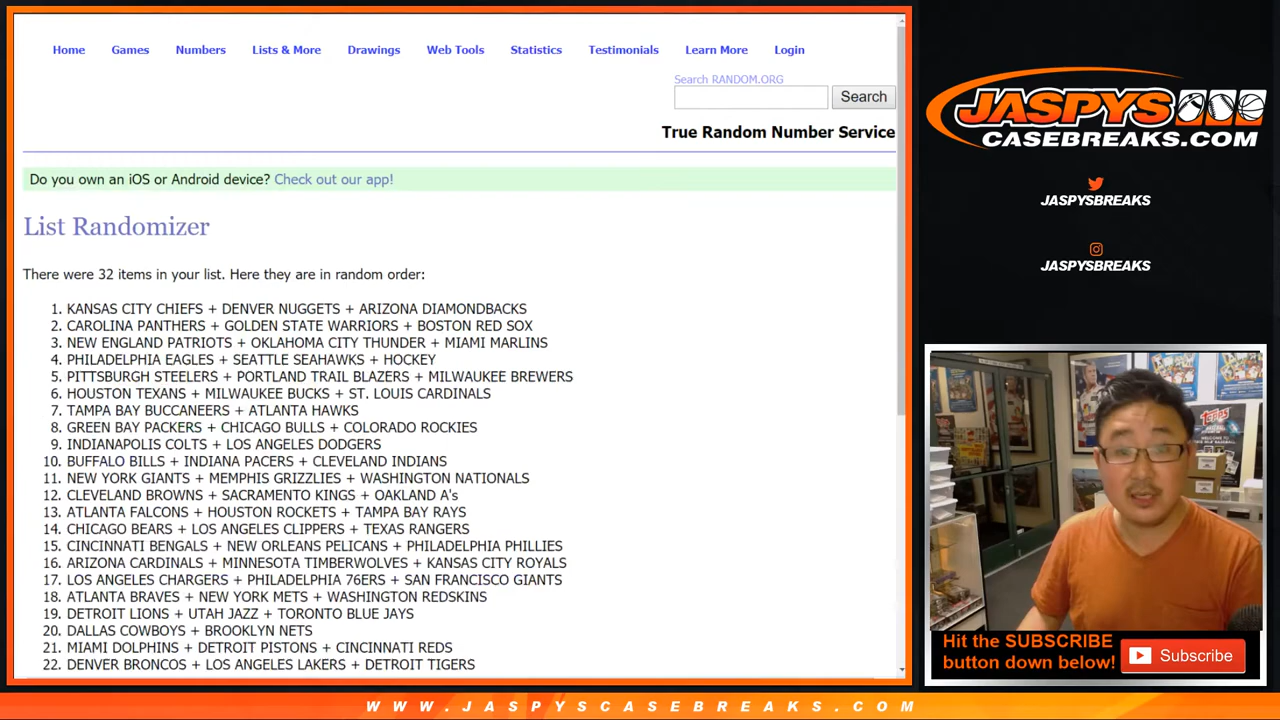 Home Games Numbers Lists & More Drawings Web Tools Statistics Testimonials Learn More Login
Search RANDOM.ORG
Search
True Random Number Service
Do you own an iOS or Android device? Check out our app!
List Randomizer
There were 32 items in your list. Here they are in random order:
1. KANSAS CITY CHIEFS + DENVER NUGGETS + ARIZONA DIAMONDBACKS
2. CAROLINA PANTHERS + GOLDEN STATE WARRIORS + BOSTON RED SOX
3. NEW ENGLAND PATRIOTS + OKLAHOMA CITY THUNDER + MIAMI MARLINS
4. PHILADELPHIA EAGLES + SEATTLE SEAHAWKS + HOCKEY
5. PITTSBURGH STEELERS + PORTLAND TRAIL BLAZERS + MILWAUKEE BREWERS
6. HOUSTON TEXANS + MILWAUKEE BUCKS + ST. LOUIS CARDINALS
7. TAMPA BAY BUCCANEERS + ATLANTA HAWKS
8. GREEN BAY PACKERS + CHICAGO BULLS + COLORADO ROCKIES
9. INDIANAPOLIS COLTS + LOS ANGELES DODGERS
10. BUFFALO BILLS + INDIANA PACERS + CLEVELAND INDIANS
11. NEW YORK GIANTS + MEMPHIS GRIZZLIES + WASHINGTON NATIONALS
12. CLEVELAND BROWNS + SACRAMENTO KINGS + OAKLAND A's
13. ATLANTA FALCONS + HOUSTON ROCKETS + TAMPA BAY RAYS
14. CHICAGO BEARS + LOS ANGELES CLIPPERS + TEXAS RANGERS
15. CINCINNATI BENGALS + NEW ORLEANS PELICANS + PHILADELPHIA PHILLIES
16. ARIZONA CARDINALS + MINNESOTA TIMBERWOLVES + KANSAS CITY ROYALS
17. LOS ANGELES CHARGERS + PHILADELPHIA 76ERS + SAN FRANCISCO GIANTS
18. ATLANTA BRAVES + NEW YORK METS + WASHINGTON REDSKINS
19. DETROIT LIONS + UTAH JAZZ + TORONTO BLUE JAYS
20. DALLAS COWBOYS + BROOKLYN NETS
21. MIAMI DOLPHINS + DETROIT PISTONS + CINCINNATI REDS
22. DENVER BRONCOS + LOS ANGELES LAKERS + DETROIT TIGERS
JASPYS
CASEBREAKS.COM
JASPYSBREAKS
JASPYSBREAKS
topps
Hit the SUBSCRIBE
button down below!
Subscribe
WWW.JASPYSCASEBREAKS.COM